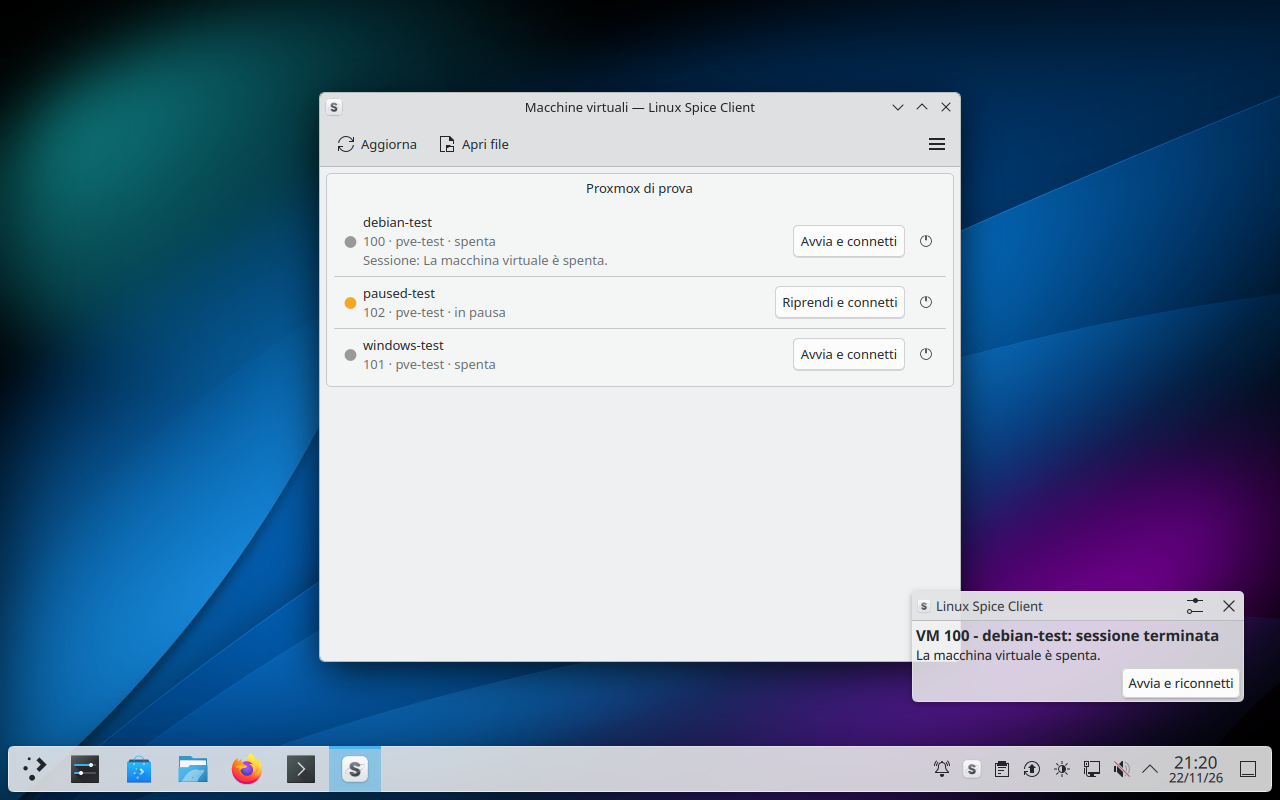 S
Macchine virtuali — Linux Spice Client
Aggiorna
Apri file
Proxmox di prova
debian-test
100 · pve-test · spenta
Sessione: La macchina virtuale è spenta.
Avvia e connetti
paused-test
102 · pve-test · in pausa
Riprendi e connetti
windows-test
101 · pve-test · spenta
Avvia e connetti
S
Linux Spice Client
VM 100 - debian-test: sessione terminata
La macchina virtuale è spenta.
Avvia e riconnetti
S
S
21:20
22/11/26